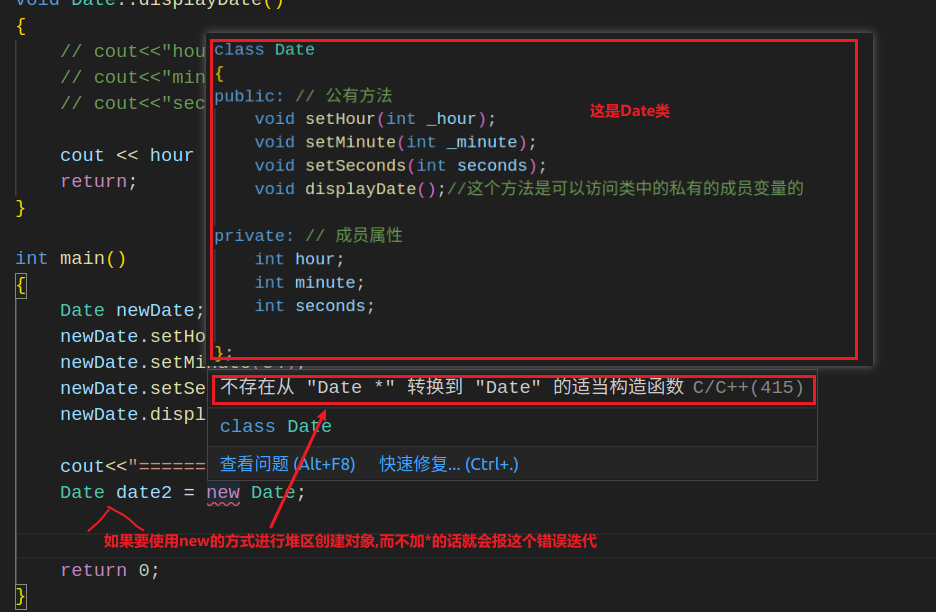 void Date::displayDate()
{
// cout<<"hou
// cout<<"min
// cout<<"sec
cout << hour
return;
}
int main()
{
Date newDate;
newDate.setHo
newDate.setMi
newDate.setSe
newDate.displ
cout<<"======
Date date2 = new Date;
return 0;
}
class Date
{
public: // 公有方法
void setHour(int _hour);
void setMinute(int _minute);
void setSeconds(int seconds);
void displayDate();//这个方法是可以访问类中的私有的成员变量的
private: // 成员属性
int hour;
int minute;
int seconds;
};
这是Date类
不存在从 "Date *" 转换到 "Date" 的适当构造函数 C/C++(415)
class Date
查看问题 (Alt+F8) 快速修复... (Ctrl+.)
如果要使用new的方式进行堆区创建对象,而不加*的话就会报这个错误迭代